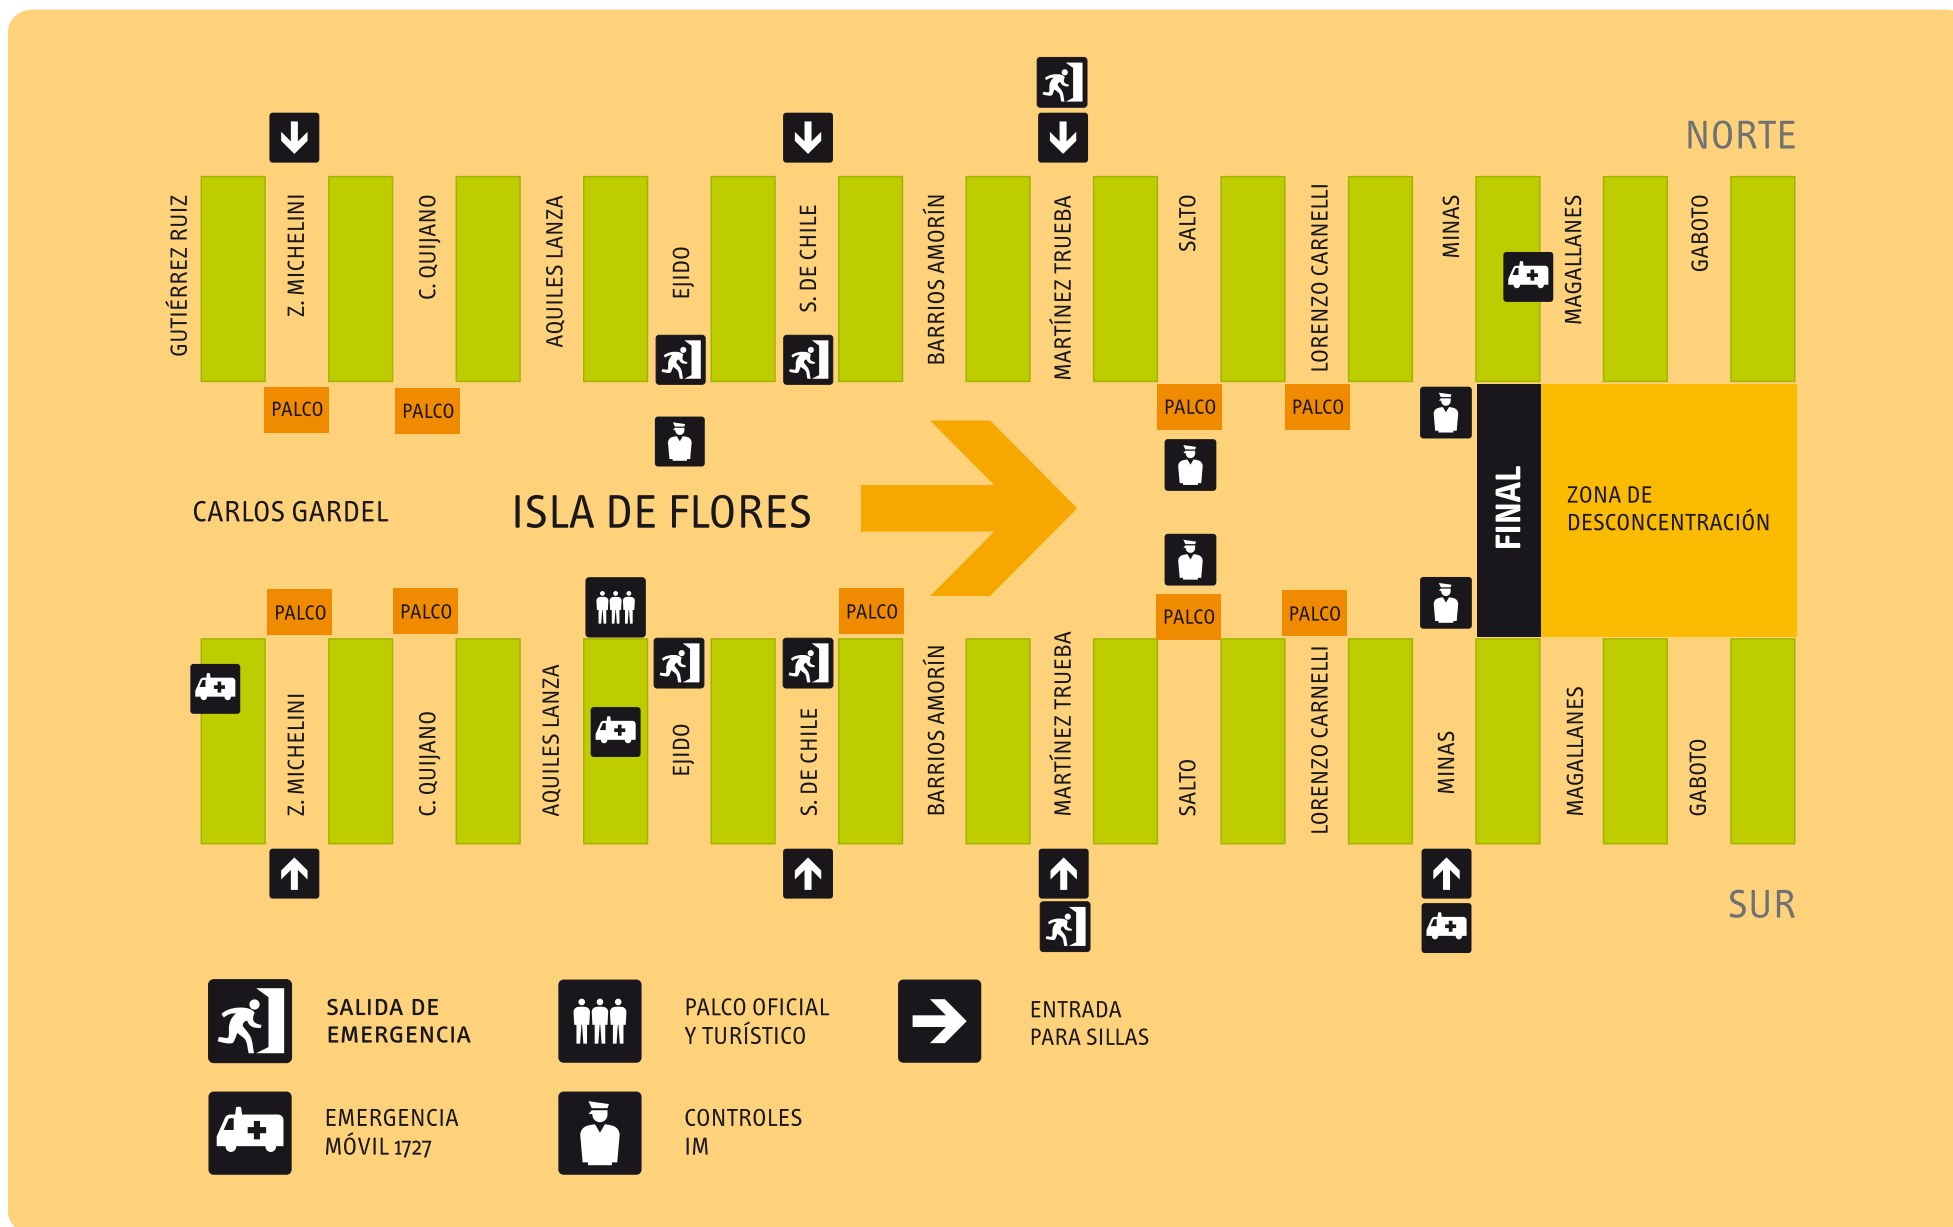 NORTE
GUTIÉRREZ RUIZ
Z. MICHELINI
C. QUIJANO
AQUILES LANZA
EJIDO
S. DE CHILE
BARRIOS AMORÍN
MARTÍNEZ TRUEBA
SALTO
LORENZO CARNELLI
MINAS
MAGALLANES
GABOTO
PALCO
PALCO
PALCO
PALCO
CARLOS GARDEL
ISLA DE FLORES
FINAL
ZONA DE
DESCONCENTRACIÓN
PALCO
PALCO
PALCO
PALCO
PALCO
Z. MICHELINI
C. QUIJANO
AQUILES LANZA
EJIDO
S. DE CHILE
BARRIOS AMORÍN
MARTÍNEZ TRUEBA
SALTO
LORENZO CARNELLI
MINAS
MAGALLANES
GABOTO
SUR
SALIDA DE
EMERGENCIA
PALCO OFICIAL
Y TURÍSTICO
ENTRADA
PARA SILLAS
EMERGENCIA
MÓVIL 1727
CONTROLES
IM